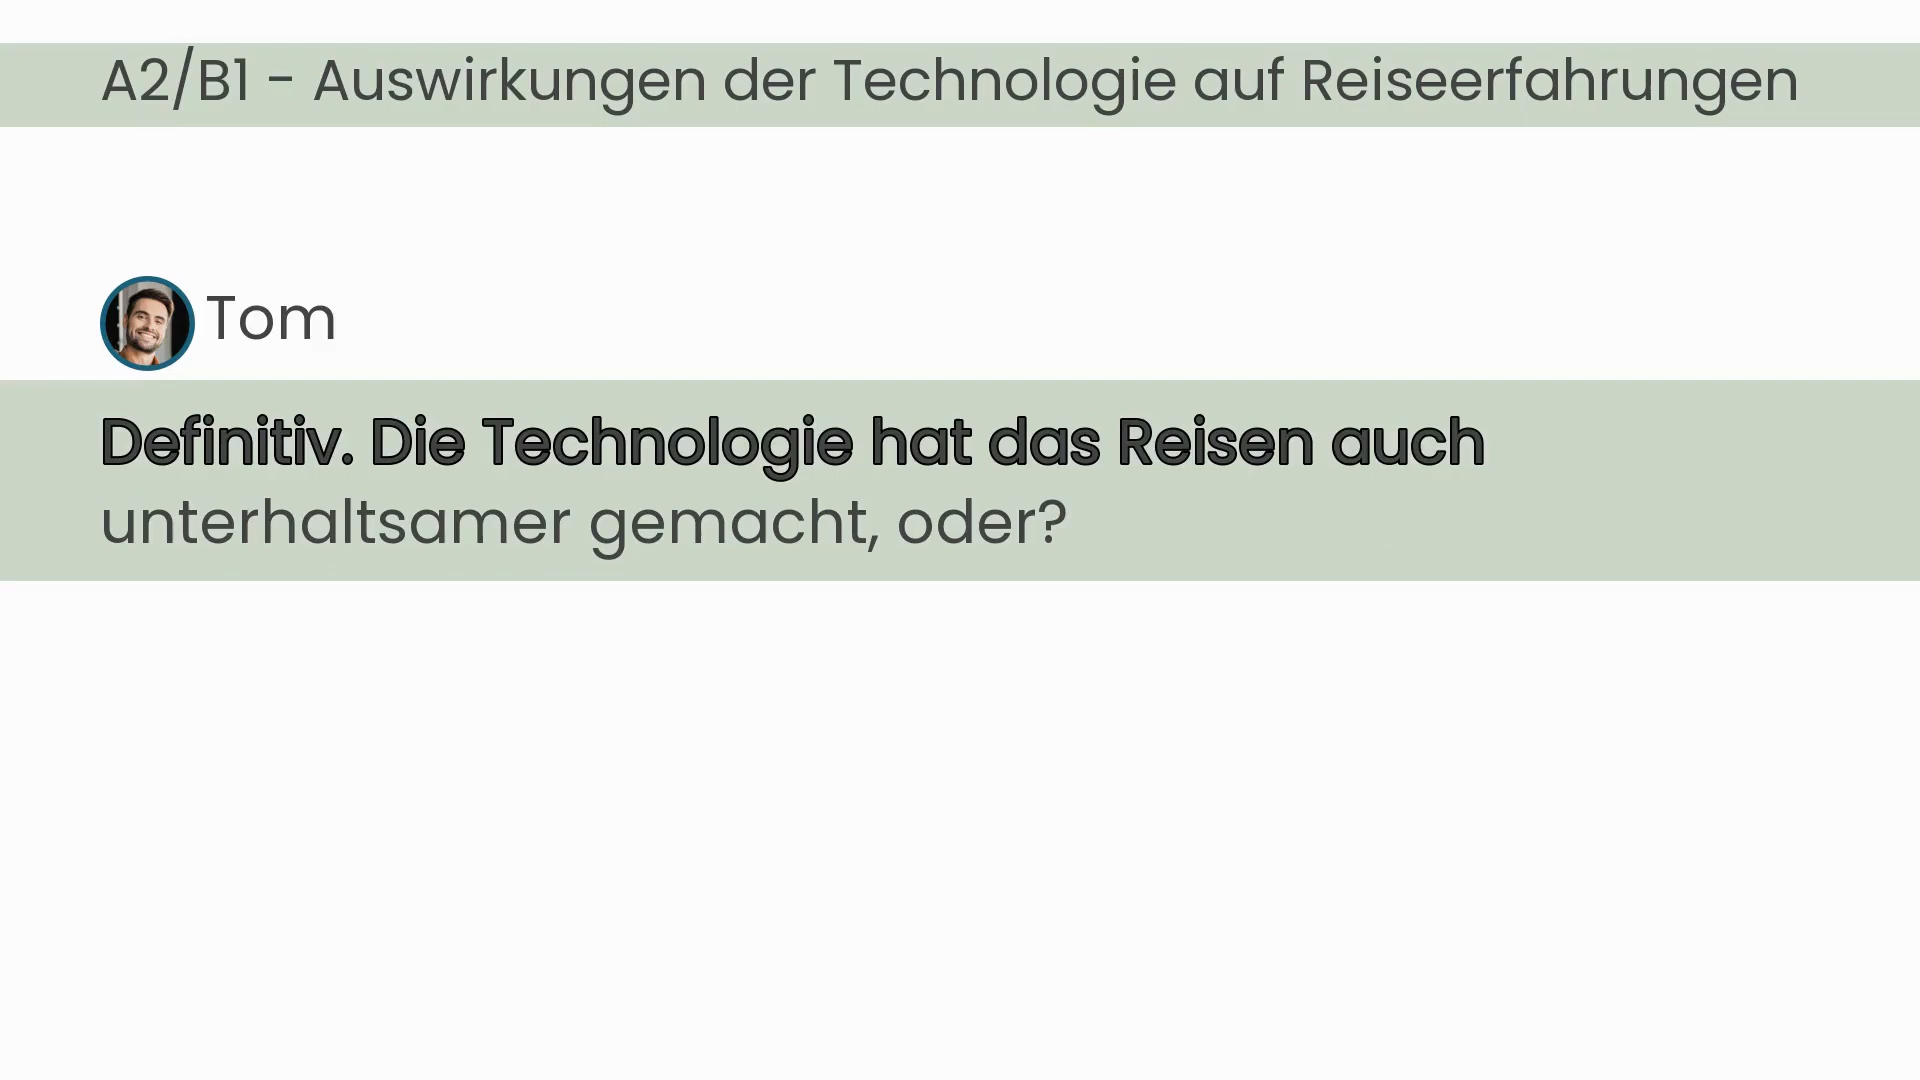 A2/B1 - Auswirkungen der Technologie auf Reiseerfahrungen
Tom
Definitiv. Die Technologie hat das Reisen auch
unterhaltsamer gemacht, oder?